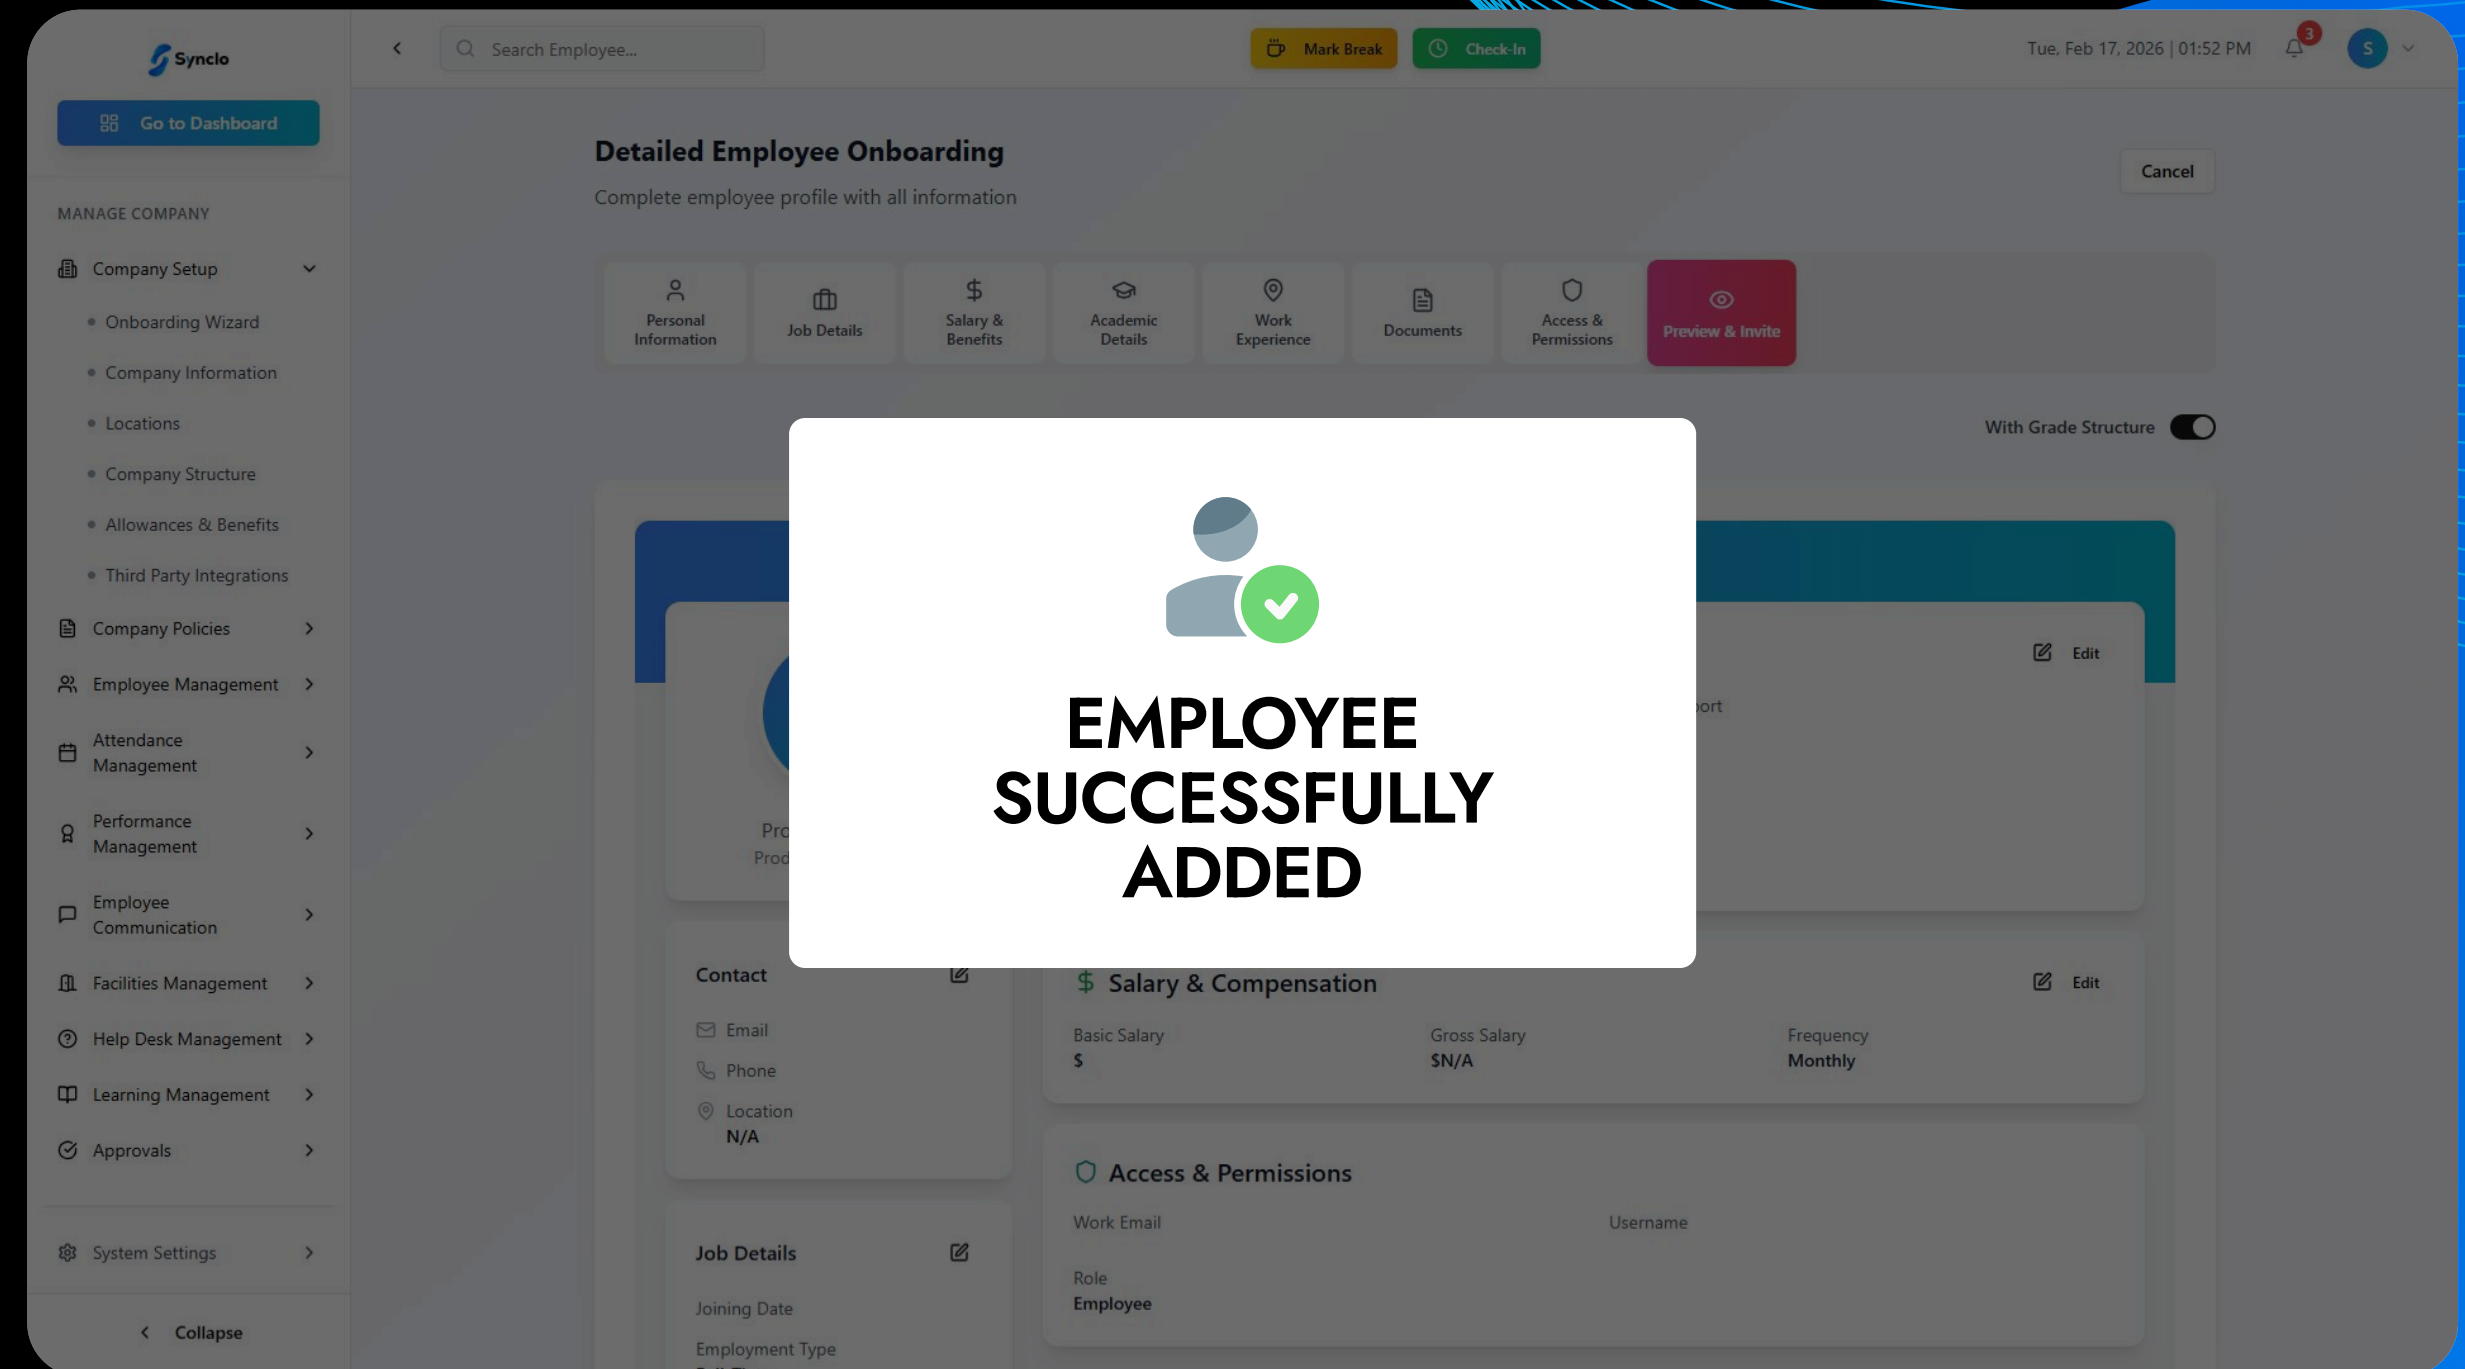 Synclo
Search Employee...
Mark Break
Check-In
Tue, Feb 17, 2026 | 01:52 PM
3
S
Go to Dashboard
MANAGE COMPANY
Company Setup
Onboarding Wizard
Company Information
Locations
Company Structure
Allowances & Benefits
Third Party Integrations
Company Policies
Employee Management
Attendance
Management
Performance
Management
Employee
Communication
Facilities Management
Help Desk Management
Learning Management
Approvals
System Settings
Collapse
Detailed Employee Onboarding
Complete employee profile with all information
Cancel
Personal
Information
Job Details
Salary &
Benefits
Academic
Details
Work
Experience
Documents
Access &
Permissions
Preview & Invite
With Grade Structure
Edit
EMPLOYEE
SUCCESSFULLY
ADDED
Contact
Email
Phone
Location
N/A
Job Details
Joining Date
Employment Type
Salary & Compensation
Edit
Basic Salary
$
Gross Salary
$N/A
Frequency
Monthly
Access & Permissions
Work Email
Username
Role
Employee